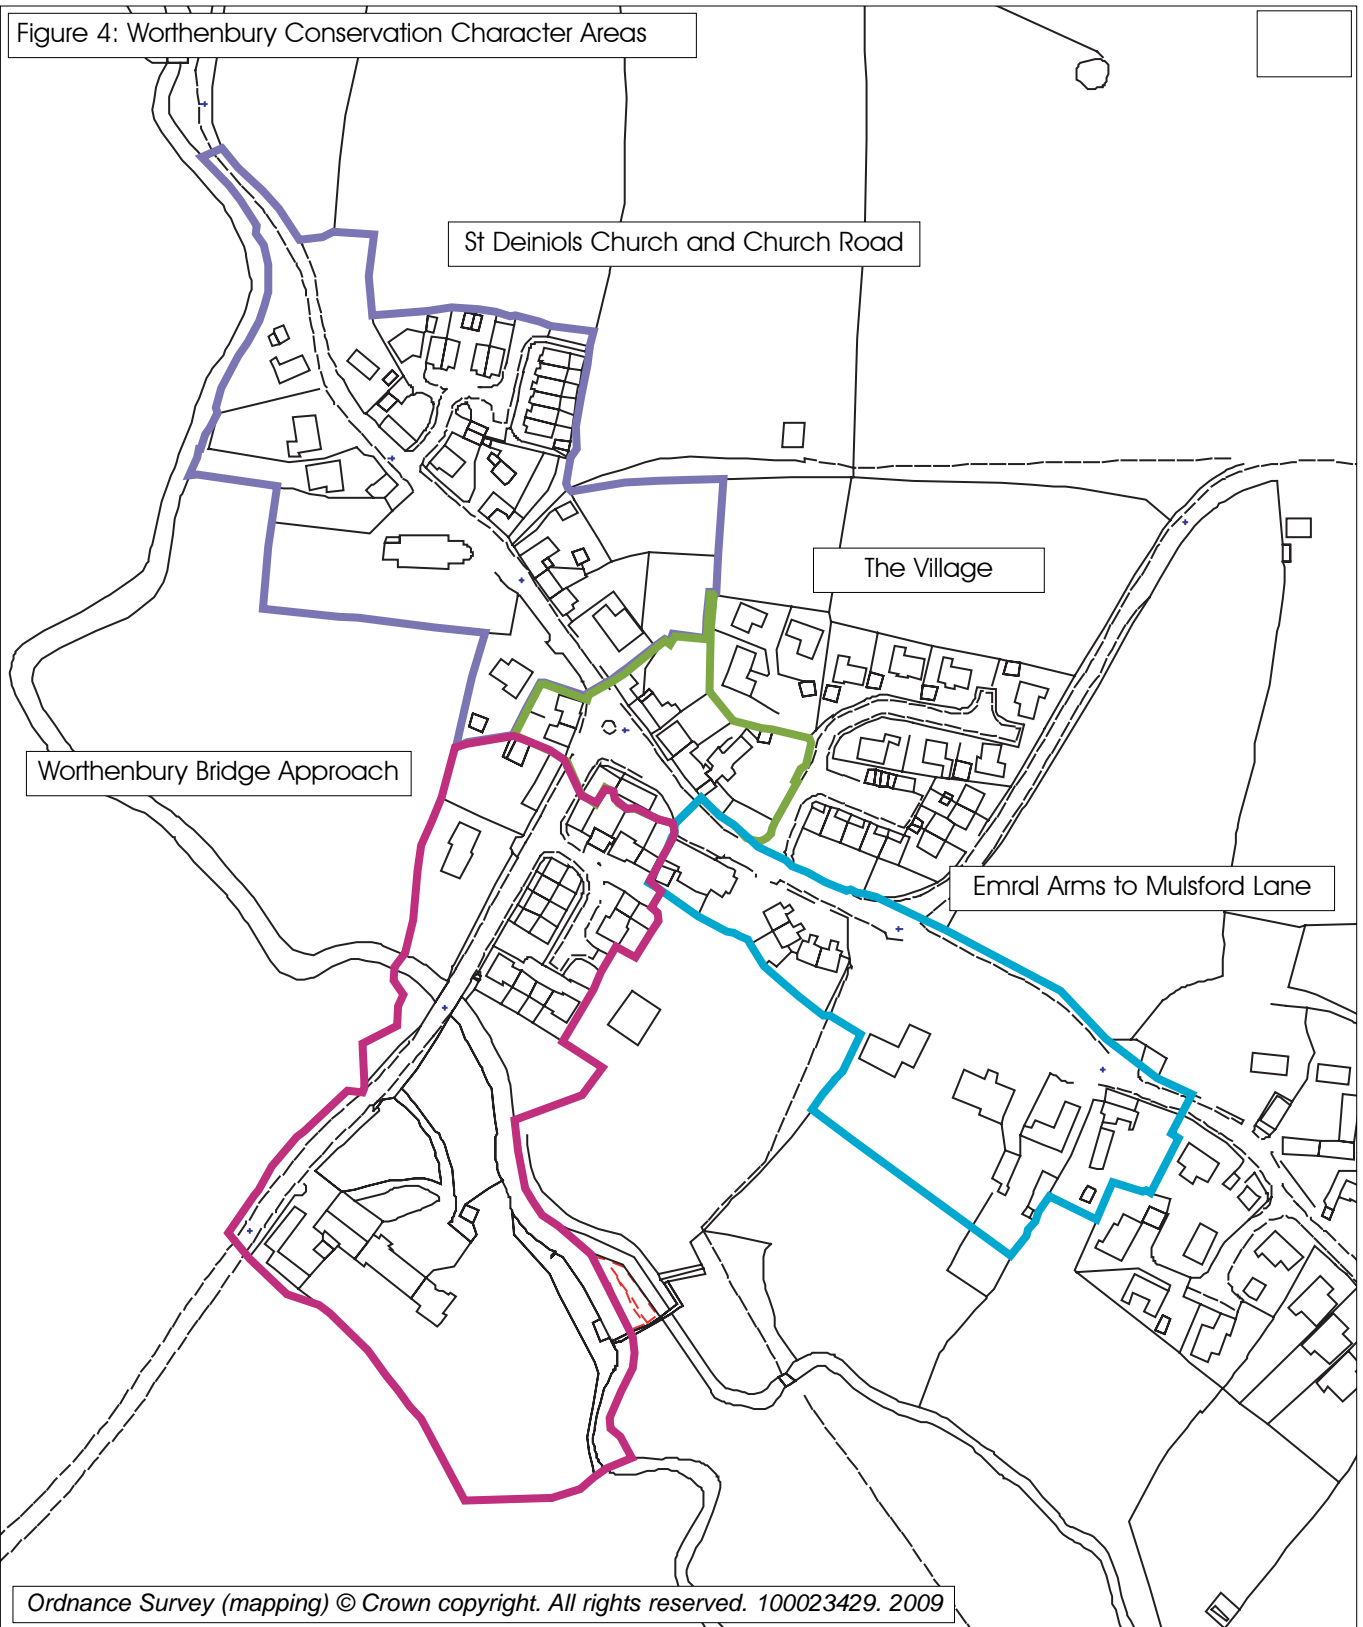 Figure 4: Worthenbury Conservation Character Areas
St Deiniols Church and Church Road
The Village
Worthenbury Bridge Approach
Emral Arms to Mulsford Lane
Ordnance Survey (mapping) © Crown copyright. All rights reserved. 100023429. 2009